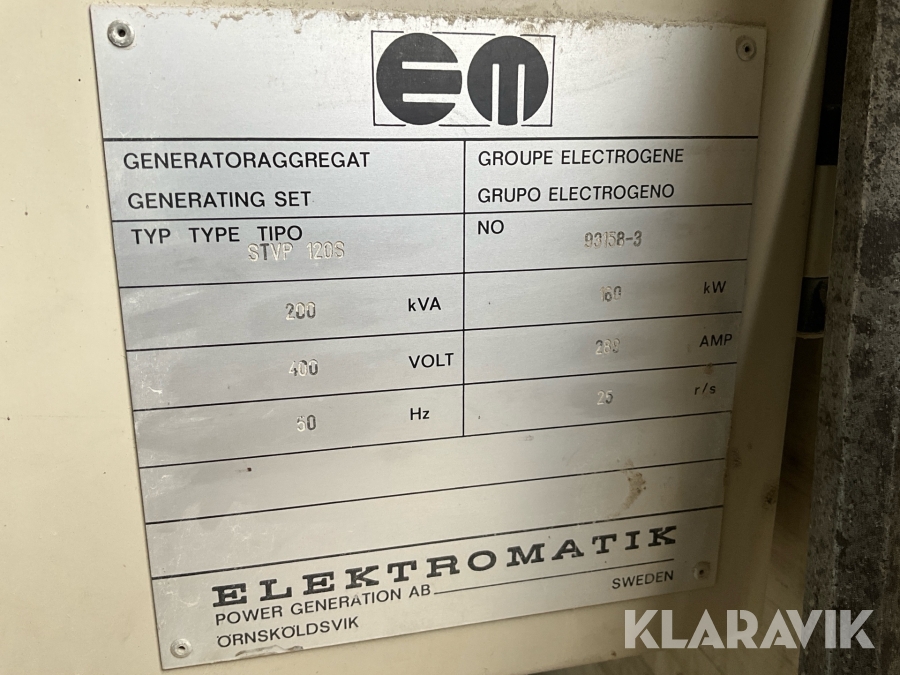 EM
GENERATORAGGREGAT
GENERATING SET
GROUPE ELECTROGENE
GRUPO ELECTROGENO
TYP TYPE TIPO
STVP 120S
NO
93158-3
200 kVA
160 kW
400 VOLT
288 AMP
50 Hz
25 r/s
ELEKTROMATIK
POWER GENERATION AB
SWEDEN
ÖRNSKÖLDSVIK
KLARAVIK